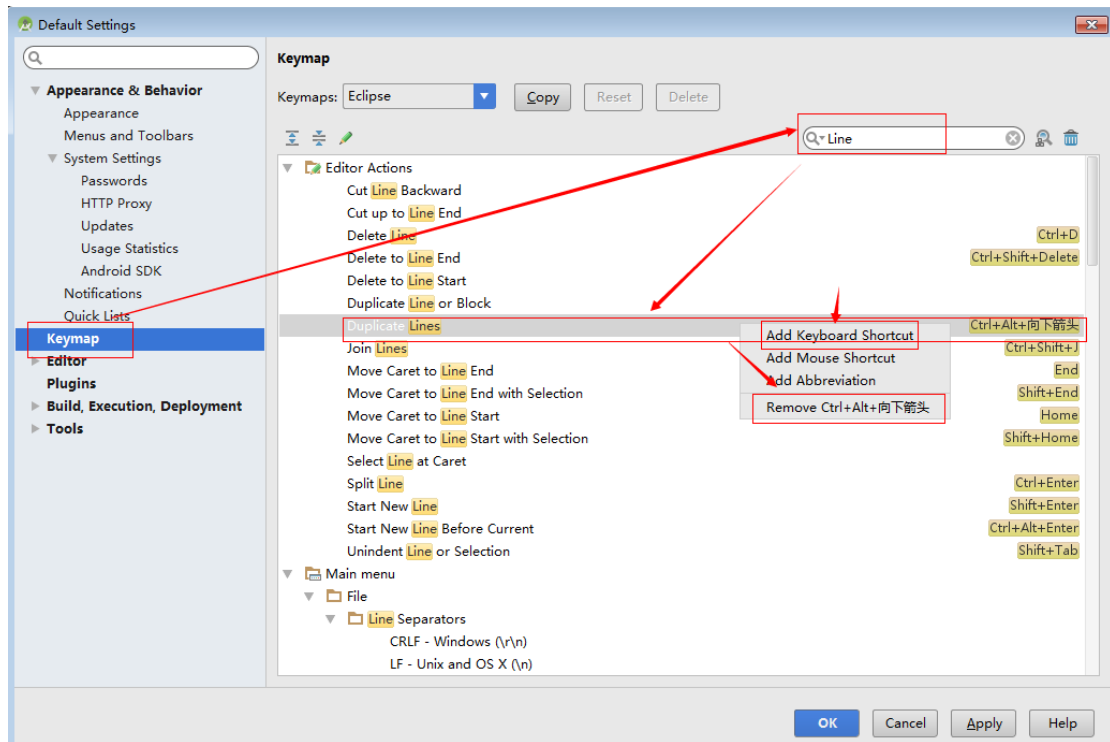 Default Settings
Appearance & Behavior
Appearance
Menus and Toolbars
System Settings
Passwords
HTTP Proxy
Updates
Usage Statistics
Android SDK
Notifications
Quick Lists
Keymap
Editor
Plugins
Build, Execution, Deployment
Tools
Keymap
Keymaps: Eclipse Copy Reset Delete
Line
Editor Actions
Cut Line Backward
Cut up to Line End
Delete Line Ctrl+D
Delete to Line End Ctrl+Shift+Delete
Delete to Line Start
Duplicate Line or Block
Duplicate Lines Ctrl+Alt+向下箭头
Join Lines Ctrl+Shift+J
Move Caret to Line End End
Move Caret to Line End with Selection Shift+End
Move Caret to Line Start Home
Move Caret to Line Start with Selection Shift+Home
Select Line at Caret
Split Line Ctrl+Enter
Start New Line Shift+Enter
Start New Line Before Current Ctrl+Alt+Enter
Unindent Line or Selection Shift+Tab
Main menu
File
Line Separators
CRLF - Windows (\r\n)
LF - Unix and OS X (\n)
Add Keyboard Shortcut
Add Mouse Shortcut
Add Abbreviation
Remove Ctrl+Alt+向下箭头
OK Cancel Apply Help